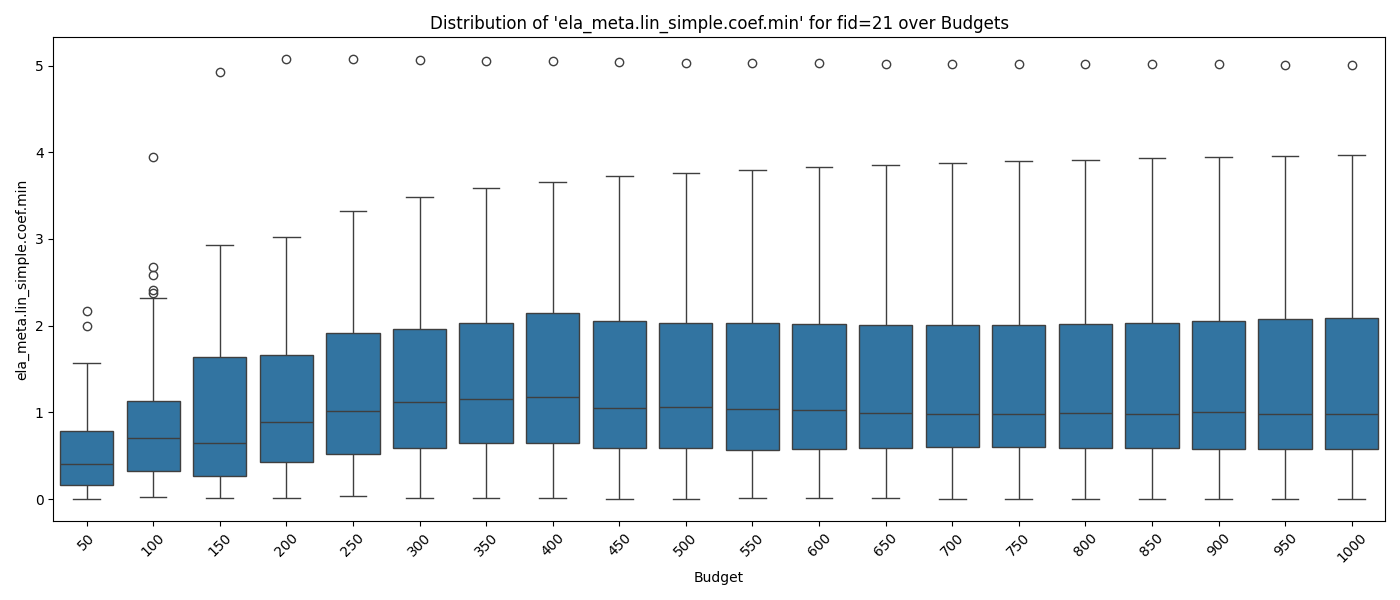 Distribution of 'ela_meta.lin_simple.coef.min' for fid=21 over Budgets
ela_meta.lin_simple.coef.min
5
4
3
2
1
0
50 100 150 200 250 300 350 400 450 500 550 600 650 700 750 800 850 900 950 1000
Budget